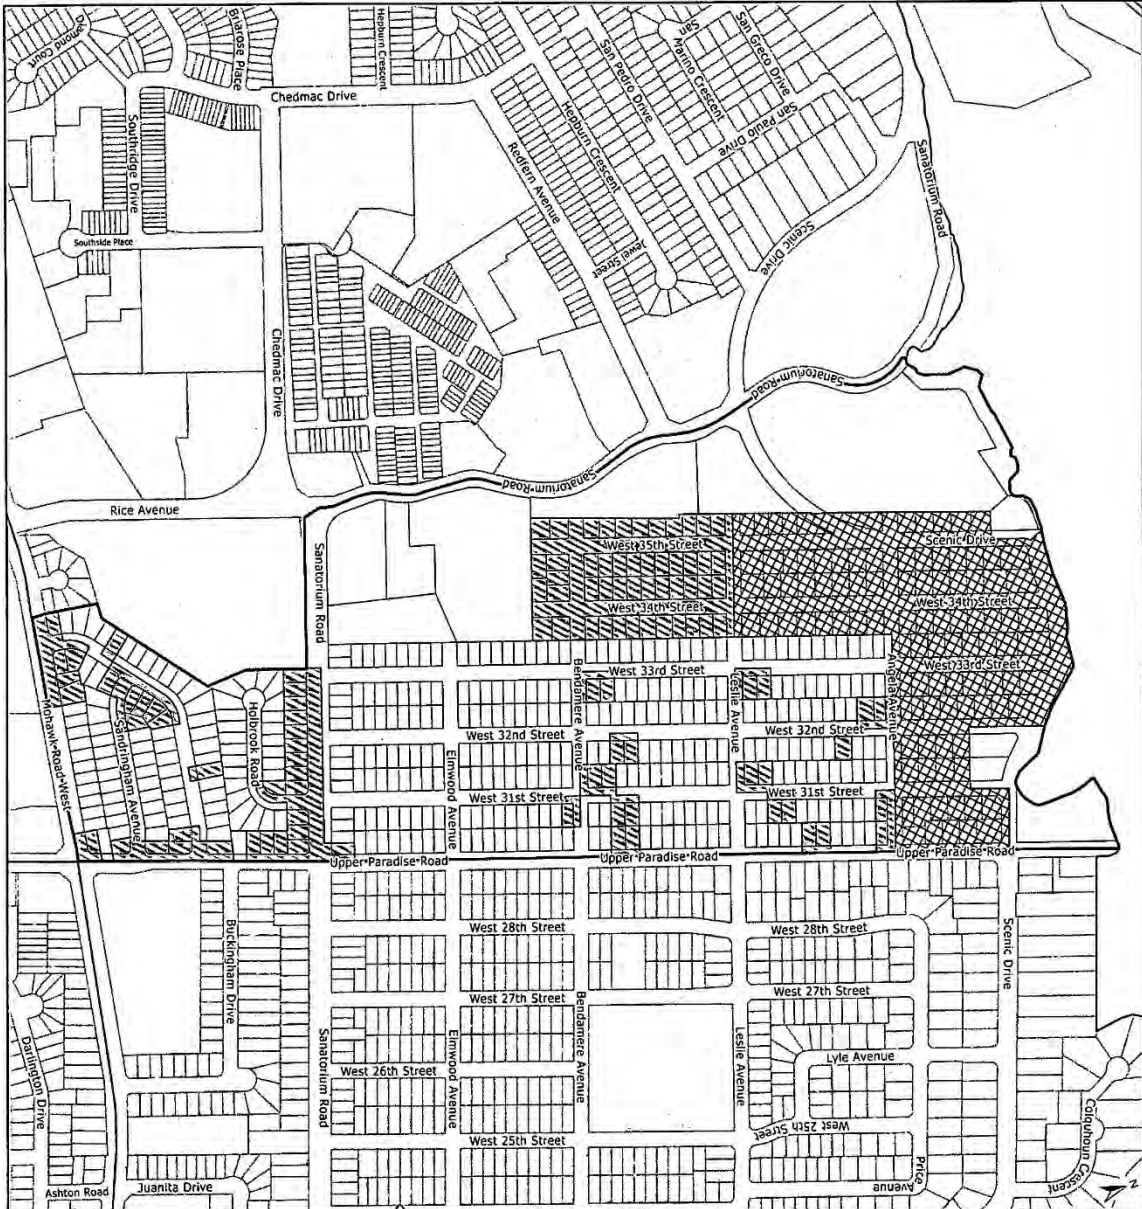 Diamond Court
Briarose Place
Hepburn Crescent
San Pedro Drive
San
Marino Crescent
San Greco Drive
Chedmac Drive
San Paulo Drive
Southridge Drive
Redfern Avenue
Hepburn Crescent
Sanatorium Road
Southside Place
Jewel Street
Scenic Drive
Chedmac Drive
Sanatorium Road
Sanatorium Road
Rice Avenue
Sanatorium Road
West 35th Street
Scenic Drive
West 34th Street
West 34th Street
West 33rd Street
West 33rd Street
Mohawk Road West
Sandringham Avenue
Holbrook Road
Bendamere Avenue
Leslie Avenue
Angela Avenue
West 32nd Street
West 32nd Street
Elmwood Avenue
West 31st Street
West 31st Street
Upper Paradise Road
Upper Paradise Road
Upper Paradise Road
Buckingham Drive
West 28th Street
West 28th Street
Scenic Drive
West 27th Street
West 27th Street
Darlington Drive
Sanatorium Road
Elmwood Avenue
Bendamere Avenue
Leslie Avenue
Lyle Avenue
West 26th Street
West 25th Street
West 25th Street
Colquhoun Crescent
Price
Avenue
Ashton Road
Juanita Drive